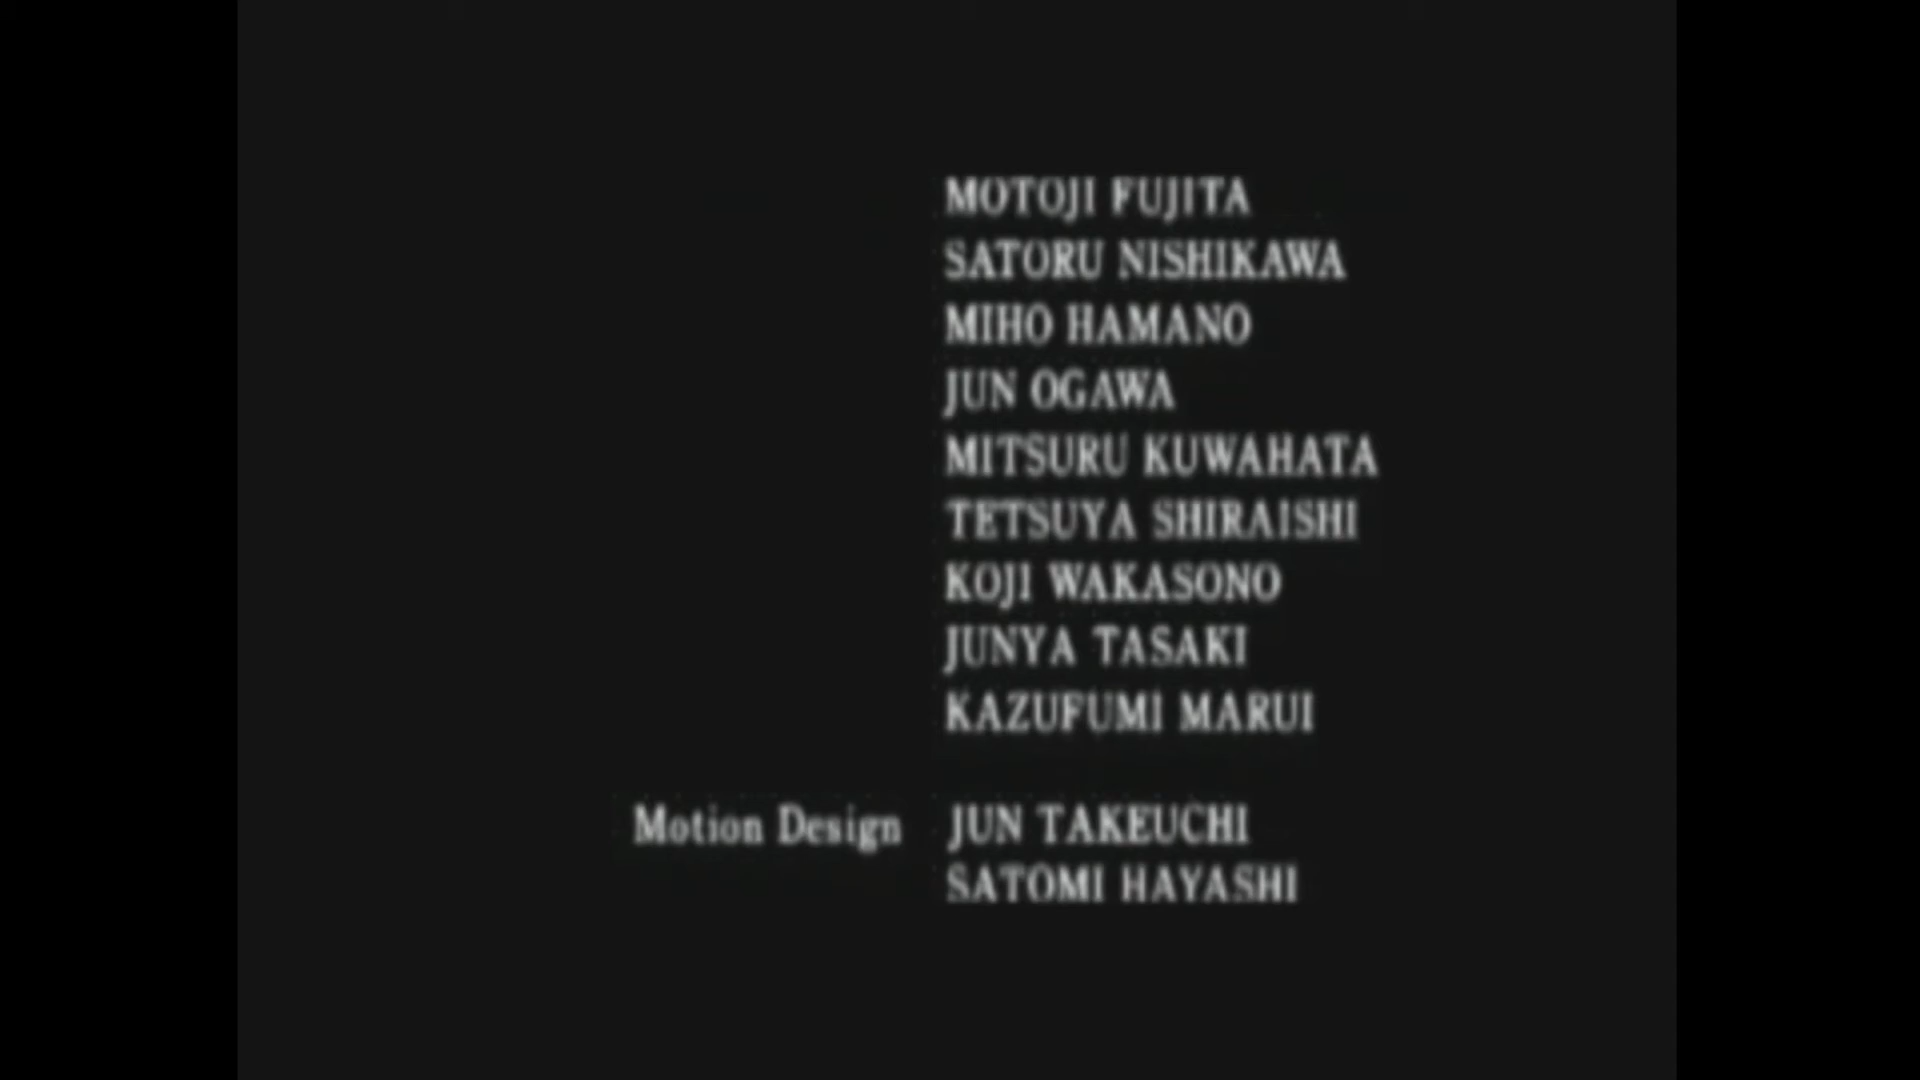 MOTOJI FUJITA
SATORU NISHIKAWA
MIHO HAMANO
JUN OGAWA
MITSURU KUWAHATA
TETSUYA SHIRAISHI
KOJI WAKASONO
JUNYA TASAKI
KAZUFUMI MARUI
Motion Design JUN TAKEUCHI
SATOMI HAYASHI